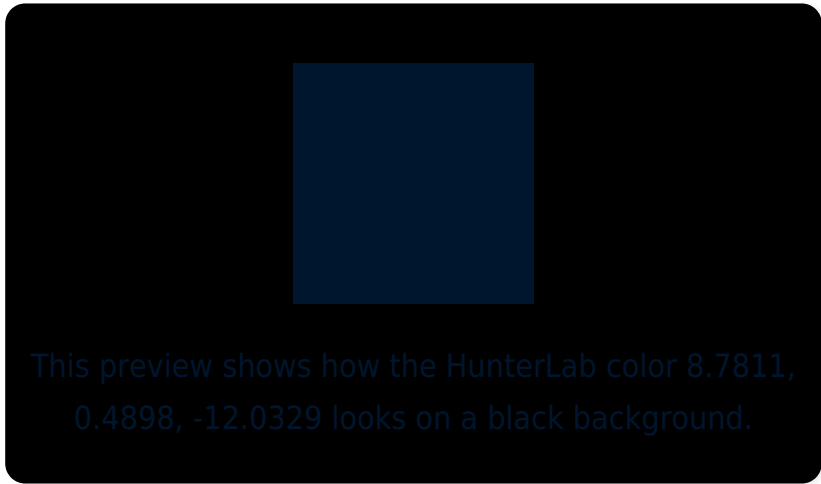 This preview shows how the HunterLab color 8.7811,
0.4898, -12.0329 looks on a black background.